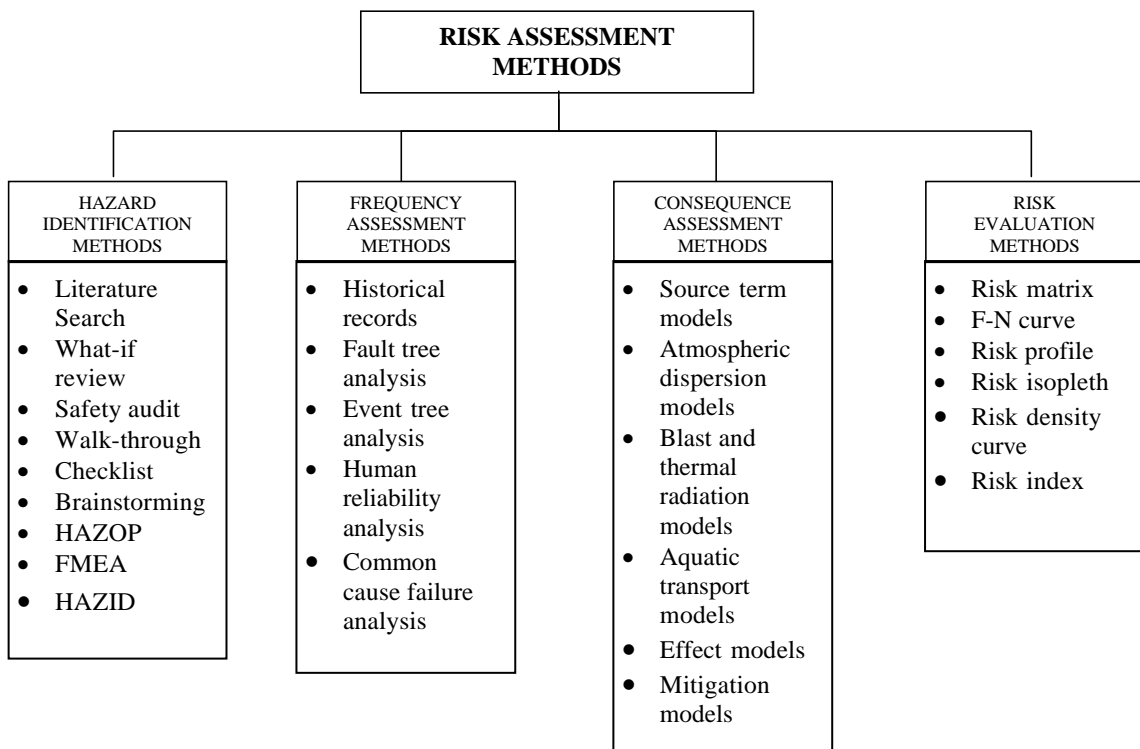 RISK ASSESSMENT
METHODS
HAZARD
IDENTIFICATION
METHODS
• Literature
Search
• What-if
review
• Safety audit
• Walk-through
• Checklist
• Brainstorming
• HAZOP
• FMEA
• HAZID
FREQUENCY
ASSESSMENT
METHODS
• Historical
records
• Fault tree
analysis
• Event tree
analysis
• Human
reliability
analysis
• Common
cause failure
analysis
CONSEQUENCE
ASSESSMENT
METHODS
• Source term
models
• Atmospheric
dispersion
models
• Blast and
thermal
radiation
models
• Aquatic
transport
models
• Effect models
• Mitigation
models
RISK
EVALUATION
METHODS
• Risk matrix
• F-N curve
• Risk profile
• Risk isopleth
• Risk density
curve
• Risk index